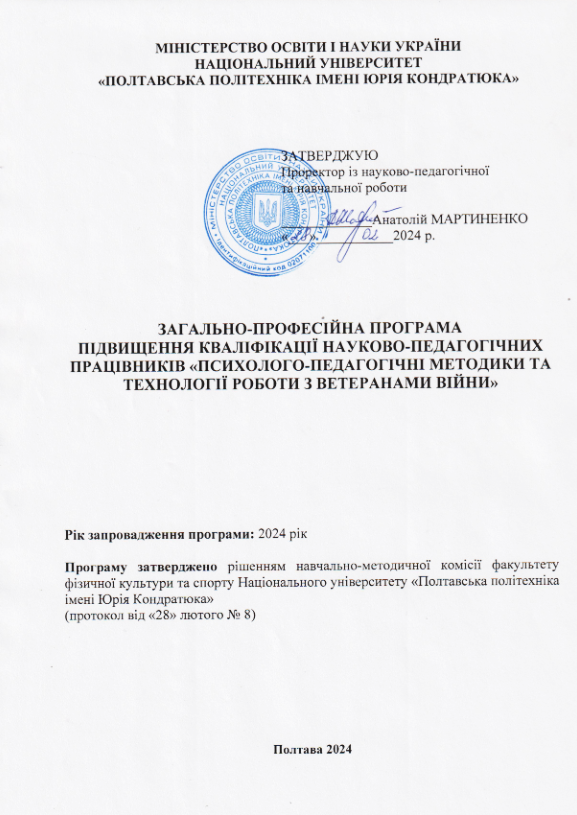 МІНІСТЕРСТВО ОСВІТИ І НАУКИ УКРАЇНИ
НАЦІОНАЛЬНИЙ УНІВЕРСИТЕТ
«ПОЛТАВСЬКА ПОЛІТЕХНІКА ІМЕНІ ЮРІЯ КОНДРАТЮКА»
ЗАТВЕРДЖУЮ
Проректор із науково-педагогічної
та навчальної роботи
Анатолій МАРТИНЕНКО
«28» 02 2024 р.
ЗАГАЛЬНО-ПРОФЕСІЙНА ПРОГРАМА
ПІДВИЩЕННЯ КВАЛІФІКАЦІЇ НАУКОВО-ПЕДАГОГІЧНИХ
ПРАЦІВНИКІВ «ПСИХОЛОГО-ПЕДАГОГІЧНІ МЕТОДИКИ ТА
ТЕХНОЛОГІЇ РОБОТИ З ВЕТЕРАНАМИ ВІЙНИ»
Рік запровадження програми: 2024 рік
Програму затверджено рішенням навчально-методичної комісії факультету
фізичної культури та спорту Національного університету «Полтавська політехніка
імені Юрія Кондратюка»
(протокол від «28» лютого № 8)
Полтава 2024